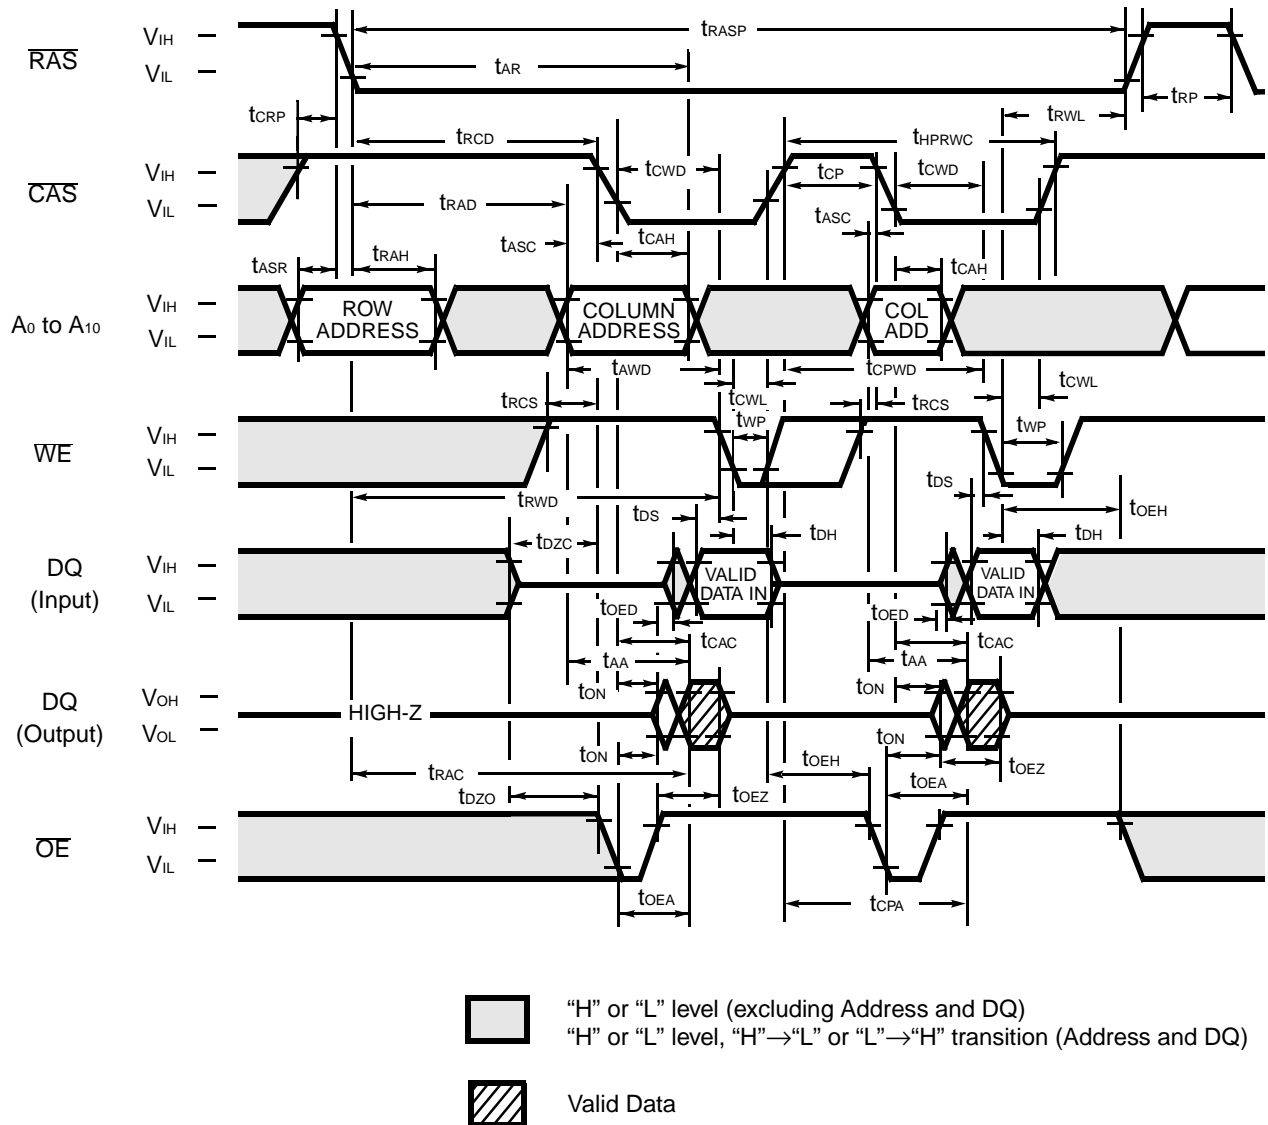 tRASP
RAS VIH
VIL
tAR
tCRP
tRCD
tHPRWC
tRWL
tRP
CAS VIH
VIL
tCWD
tCP
tCWD
tRAD
tASC
tCAH
tASC
tASR
tRAH
tCAH
A0 to A10 VIH
VIL
ROW
ADDRESS
COLUMN
ADDRESS
COL
ADD
tAWD
tCPWD
tRCS
tCWL
tRCS
tCWL
WE VIH
VIL
tWP
tWP
tRWD
tDS
tDS
tOEH
tDZC
tDH
tDH
DQ
(Input)
VIH
VIL
VALID
DATA IN
VALID
DATA IN
tOED
tCAC
tOED
tCAC
tAA
tAA
tON
tON
DQ
(Output)
VOH
VOL
HIGH-Z
tON
tON
tRAC
tOEH
tOEZ
tDZO
tOEZ
tOEA
OE VIH
VIL
tOEA
tCPA
“H” or “L” level (excluding Address and DQ)
“H” or “L” level, “H”→“L” or “L”→“H” transition (Address and DQ)
Valid Data